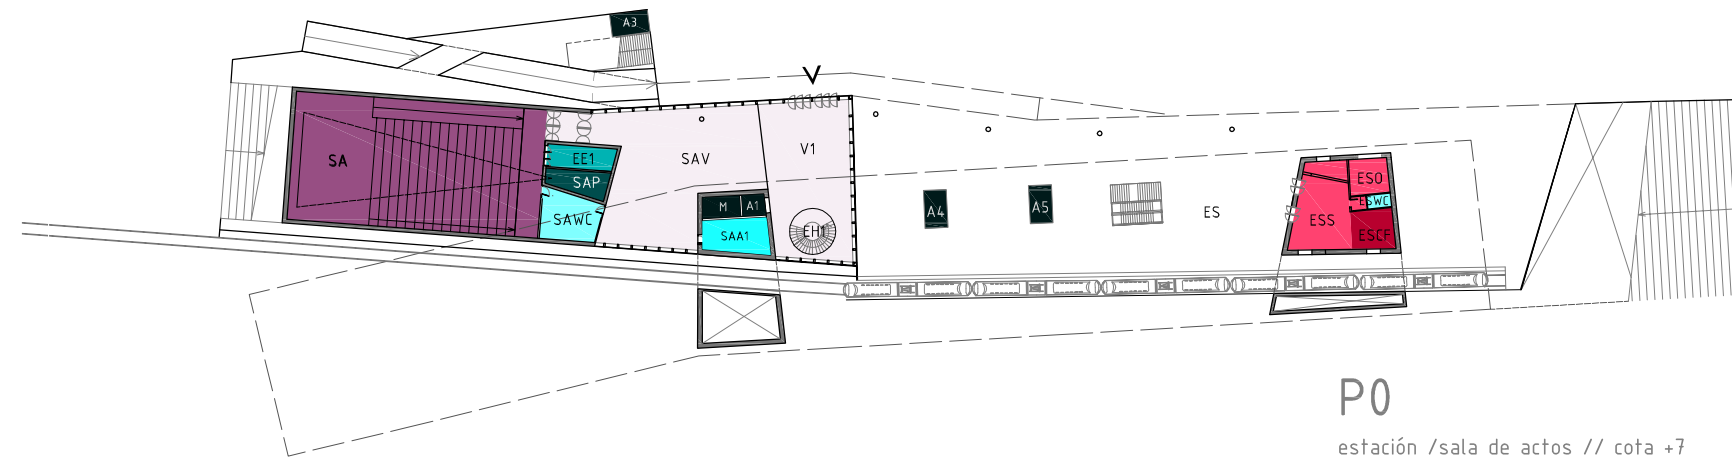 A3
SA
EE1
SAP
SAWC
SAV
V1
M
A1
SAA1
EH1
A4
A5
ES
ESO
ESWC
ESS
ESCF
P0
estación /sala de actos // cota +7